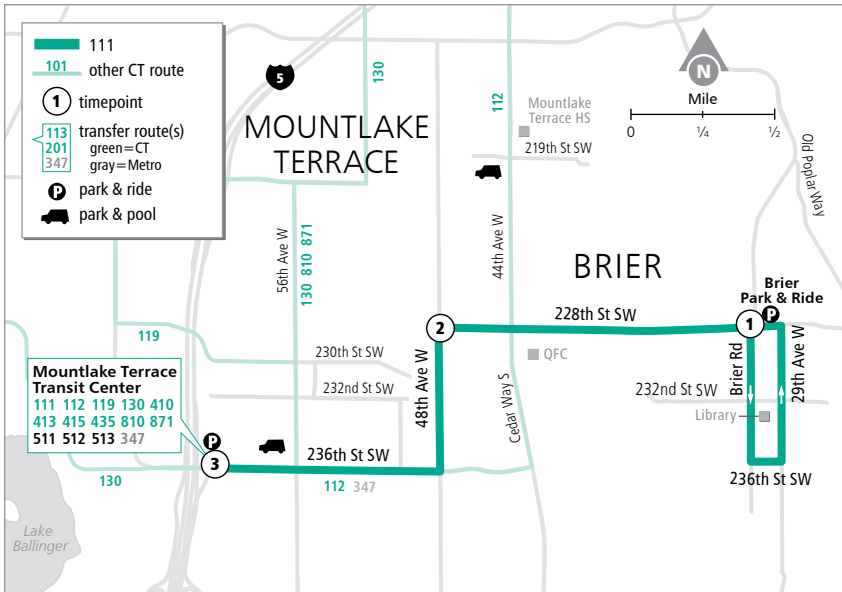 111
101
other CT route
1
timepoint
113
201
347
transfer route(s)
green=CT
gray=Metro
P
park & ride
park & pool
5
130
MOUNTLAKE
TERRACE
112
Mountlake
Terrace HS
219th St SW
N
Mile
0
1/4
1/2
Old Poplar Way
56th Ave W
130 810 871
44th Ave W
BRIER
Brier
Park & Ride
P
1
2
228th St SW
119
230th St SW
232nd St SW
48th Ave W
QFC
Cedar Way S
Brier Rd
29th Ave W
232nd St SW
Library
236th St SW
Mountlake Terrace
Transit Center
111 112 119 130 410
413 415 435 810 871
511 512 513 347
P
3
236th St SW
130
112 347
Lake
Ballinger